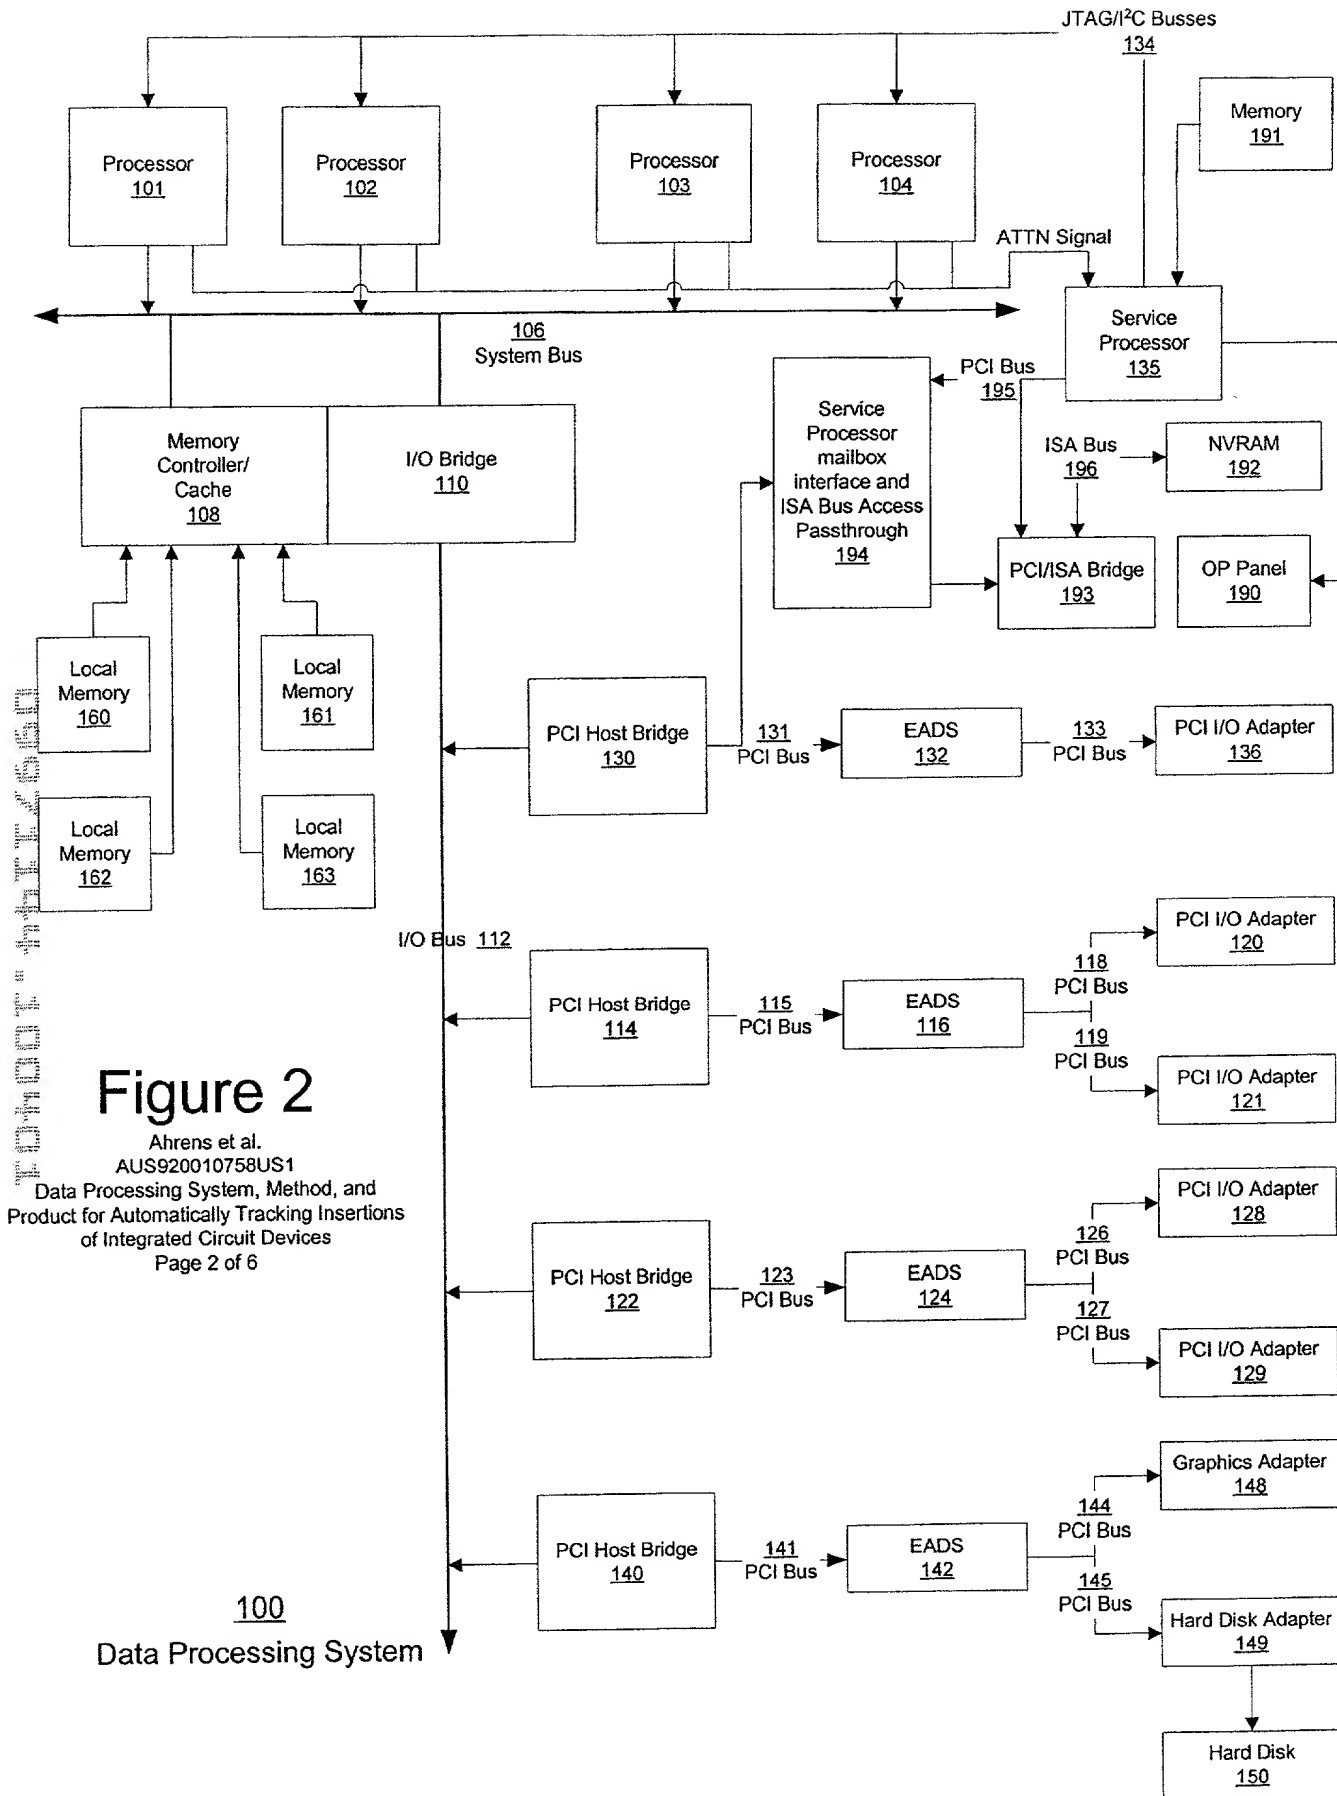 JTAG/I²C Busses
134
Memory
191
Processor
101
Processor
102
Processor
103
Processor
104
ATTN Signal
106
System Bus
Service
Processor
135
PCI Bus
195
Service
Processor
mailbox
interface and
ISA Bus Access
Passthrough
194
ISA Bus
196
NVRAM
192
Memory
Controller/
Cache
108
I/O Bridge
110
PCI/ISA Bridge
193
OP Panel
190
Local
Memory
160
Local
Memory
161
PCI Host Bridge
130
131
PCI Bus
EADS
132
133
PCI Bus
PCI I/O Adapter
136
Local
Memory
162
Local
Memory
163
I/O Bus 112
PCI Host Bridge
114
115
PCI Bus
EADS
116
118
PCI Bus
119
PCI Bus
PCI I/O Adapter
120
PCI I/O Adapter
121
Figure 2
Ahrens et al.
AUS920010758US1
Data Processing System, Method, and
Product for Automatically Tracking Insertions
of Integrated Circuit Devices
Page 2 of 6
PCI Host Bridge
122
123
PCI Bus
EADS
124
126
PCI Bus
127
PCI Bus
PCI I/O Adapter
128
PCI I/O Adapter
129
PCI Host Bridge
140
141
PCI Bus
EADS
142
144
PCI Bus
145
PCI Bus
Graphics Adapter
148
Hard Disk Adapter
149
Hard Disk
150
100
Data Processing System